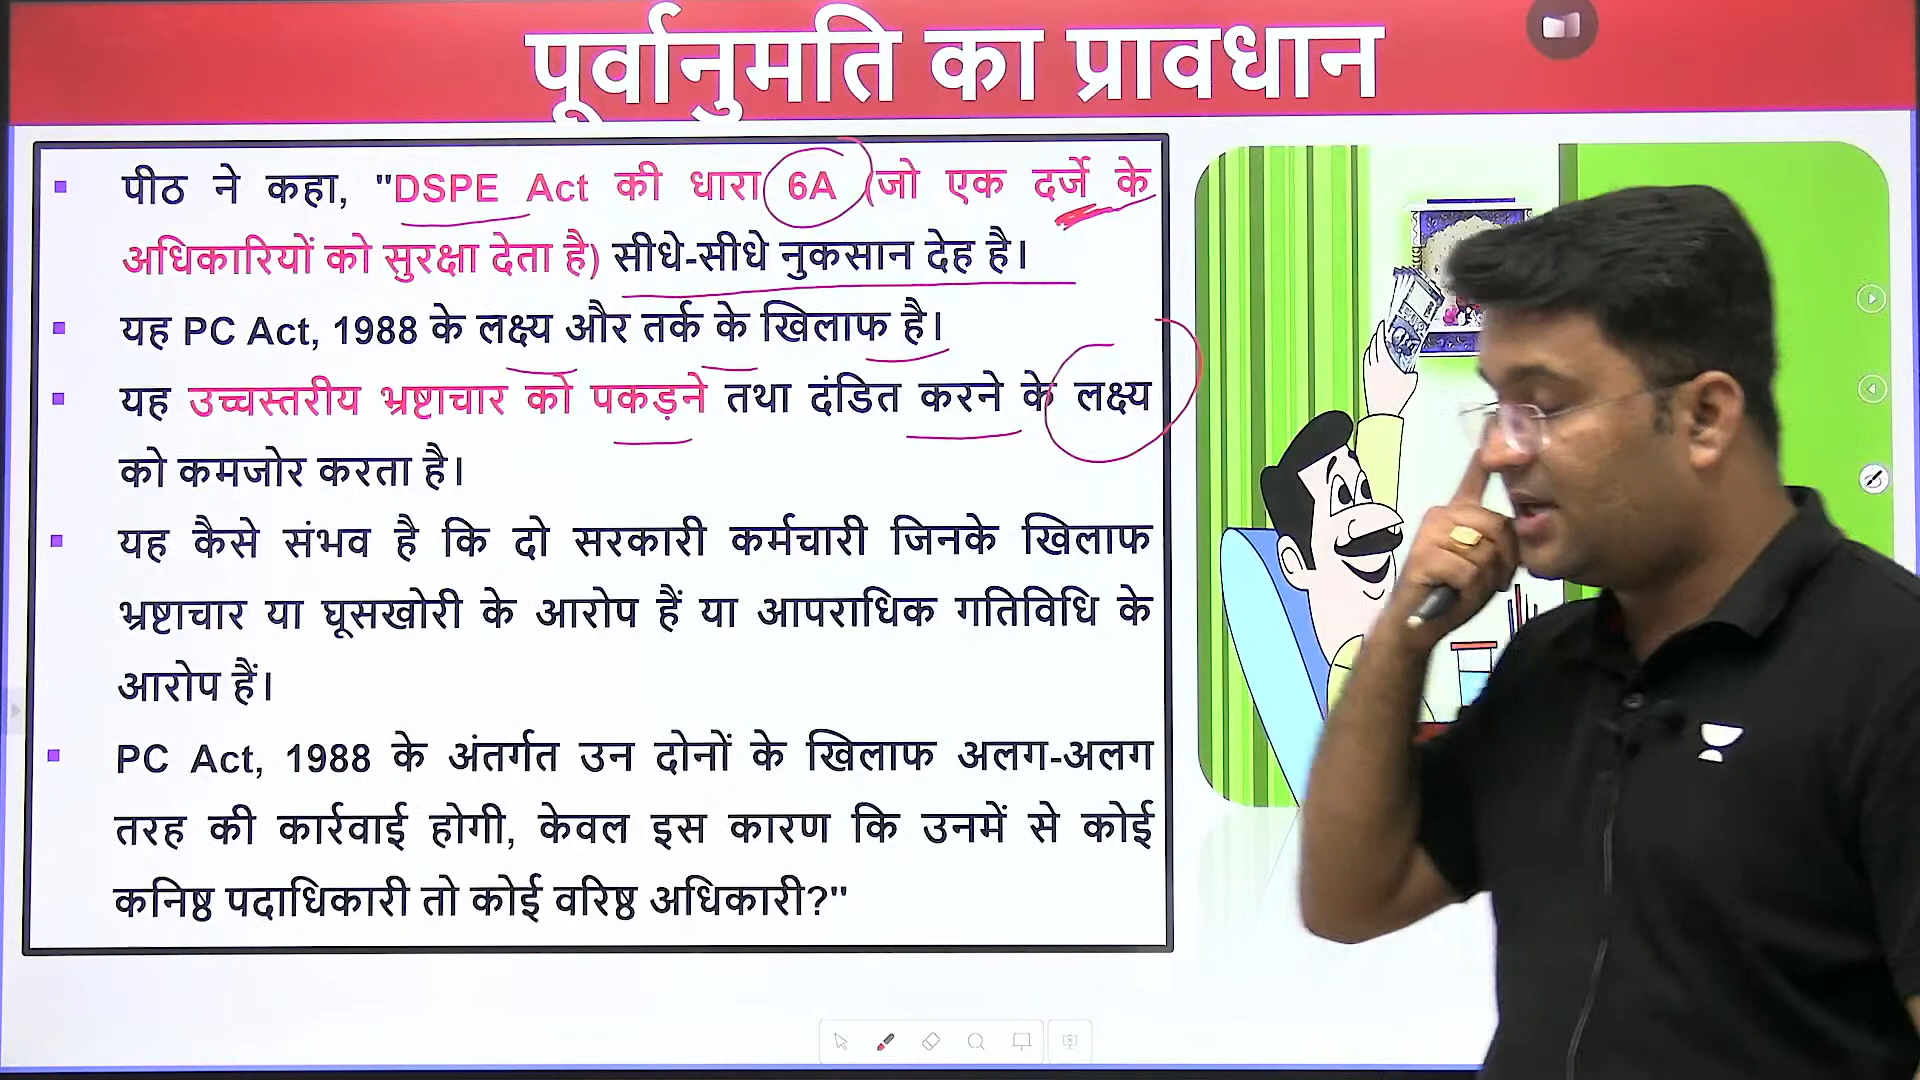 पूर्वानुमति का प्रावधान
▪ पीठ ने कहा, "DSPE Act की धारा 6A (जो एक दर्जे के
अधिकारियों को सुरक्षा देता है) सीधे-सीधे नुकसान देह है।
▪ यह PC Act, 1988 के लक्ष्य और तर्क के खिलाफ है।
▪ यह उच्चस्तरीय भ्रष्टाचार को पकड़ने तथा दंडित करने के लक्ष्य
को कमजोर करता है।
▪ यह कैसे संभव है कि दो सरकारी कर्मचारी जिनके खिलाफ
भ्रष्टाचार या घूसखोरी के आरोप हैं या आपराधिक गतिविधि के
आरोप हैं।
▪ PC Act, 1988 के अंतर्गत उन दोनों के खिलाफ अलग-अलग
तरह की कार्रवाई होगी, केवल इस कारण कि उनमें से कोई
कनिष्ठ पदाधिकारी तो कोई वरिष्ठ अधिकारी?"